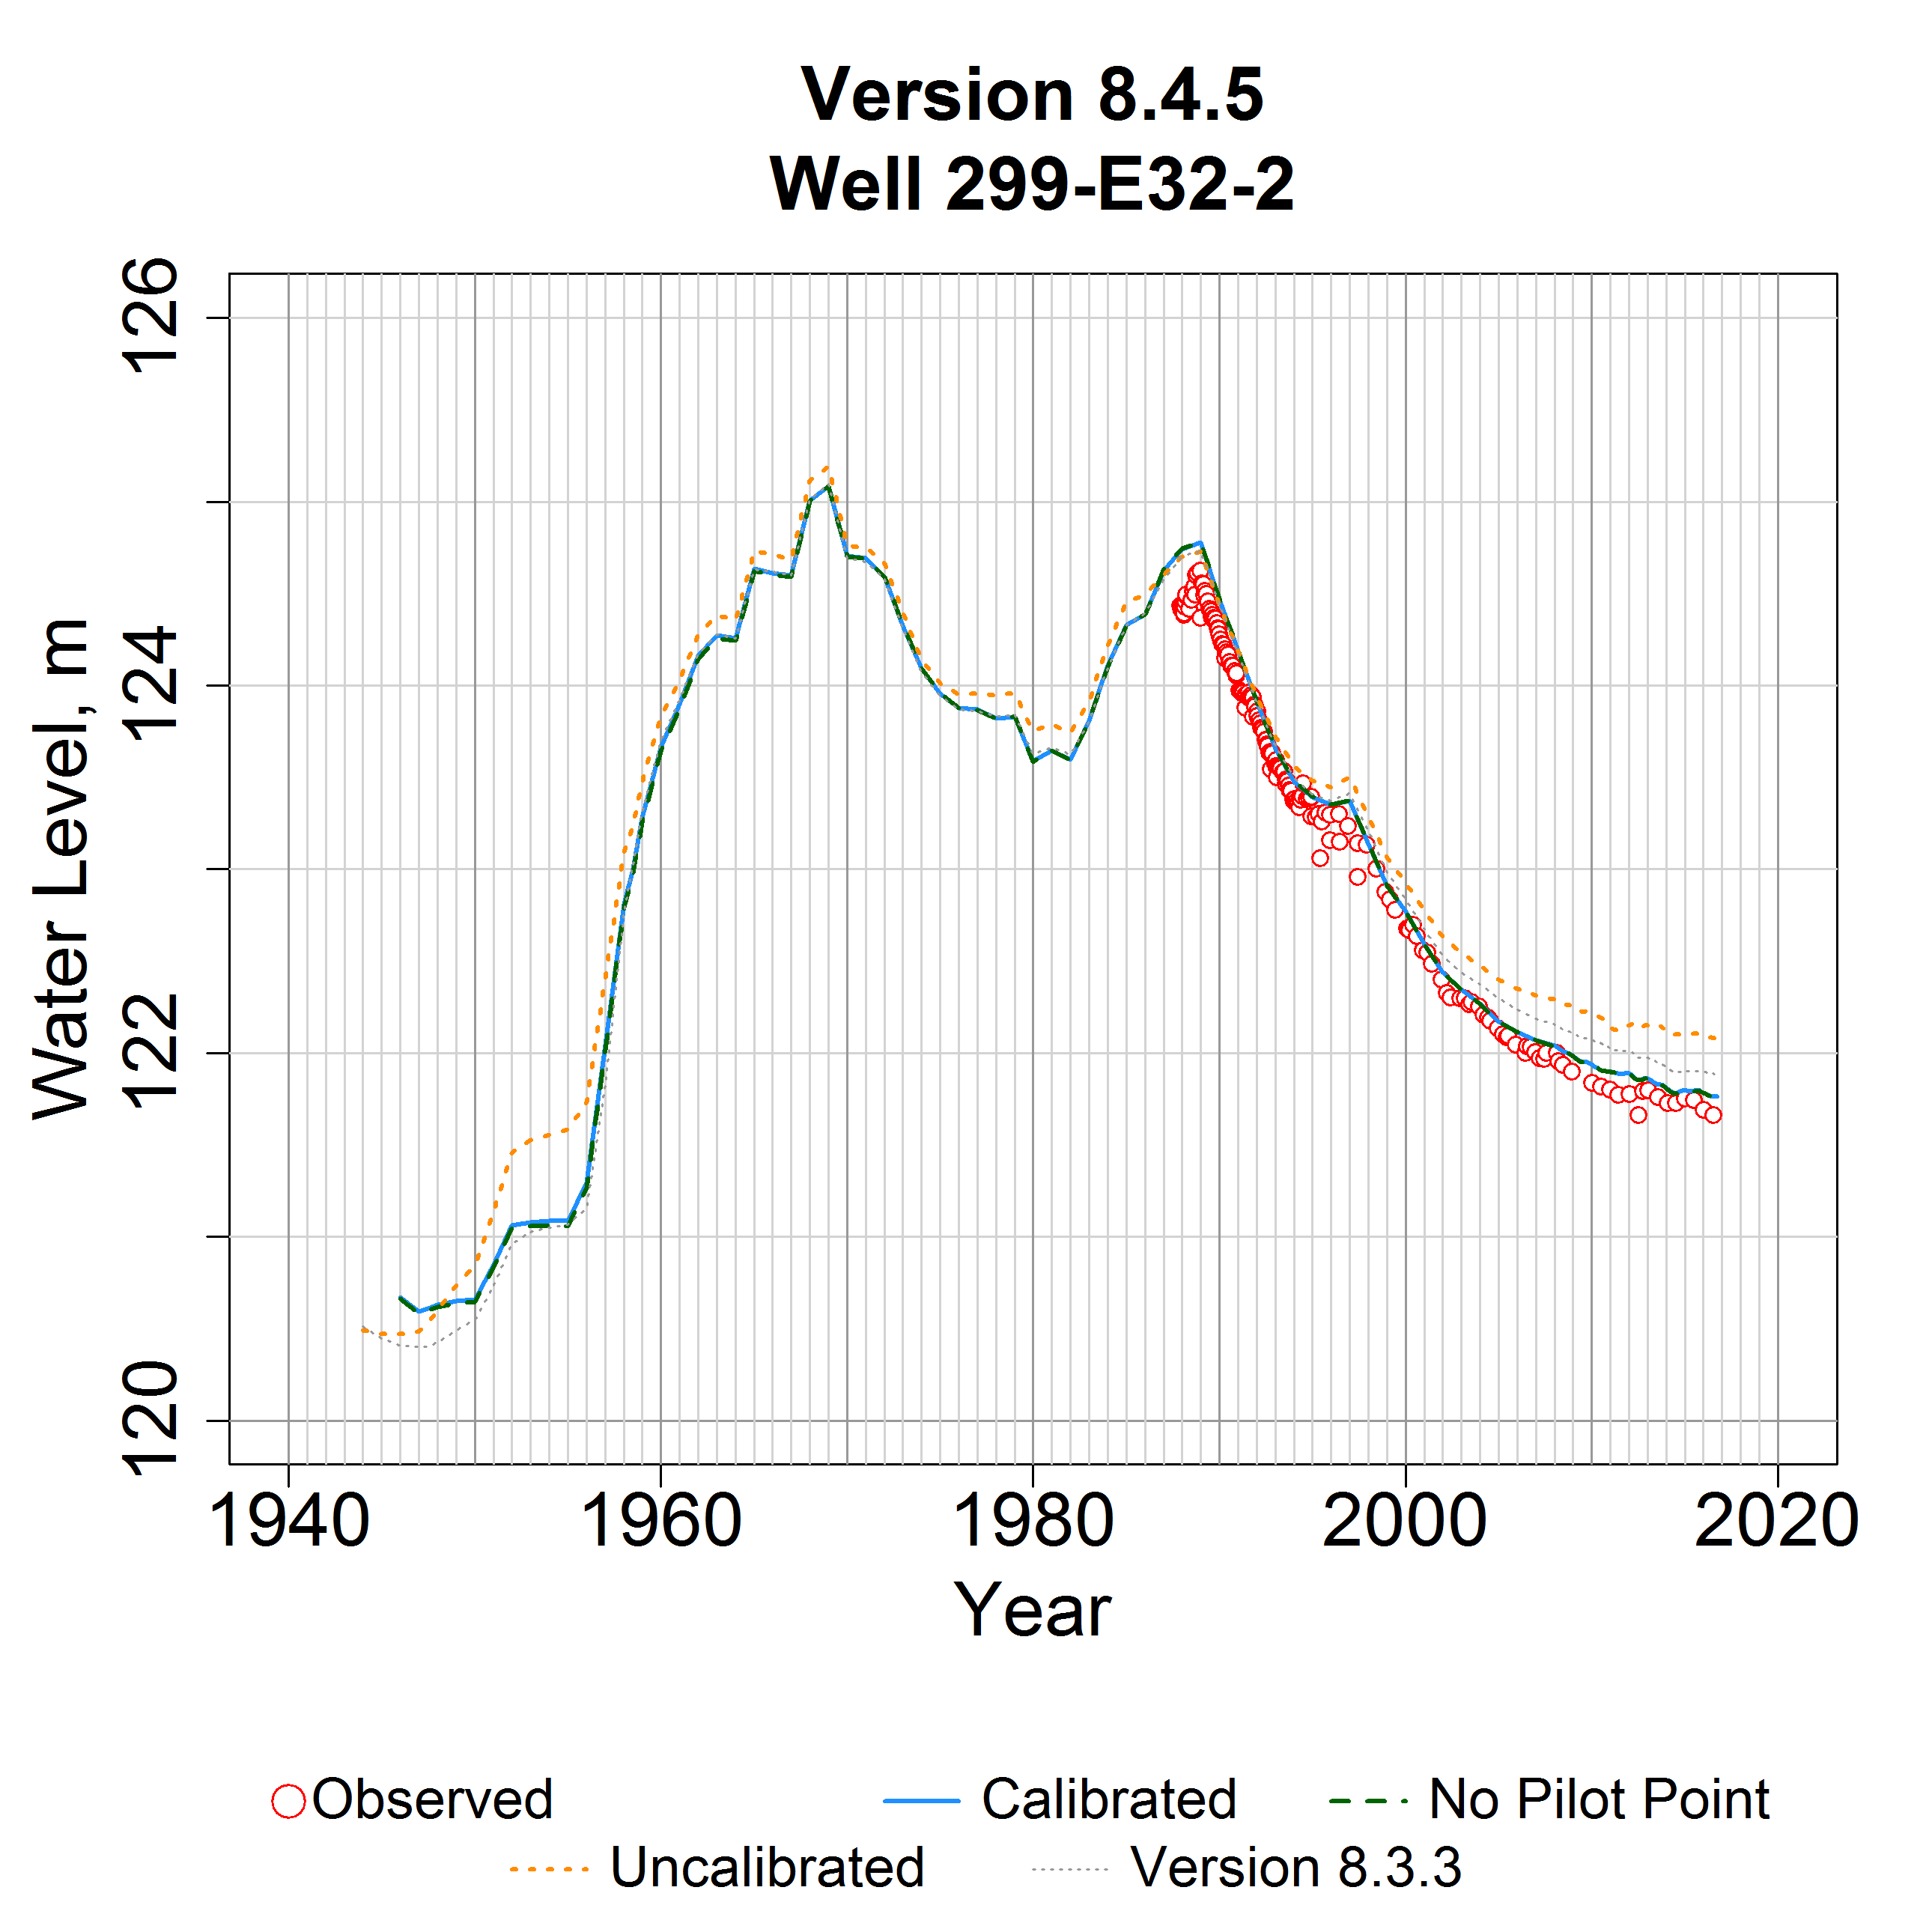 Version 8.4.5
Well 299-E32-2
Water Level, m
126
124
122
120
1940 1960 1980 2000 2020
Year
Observed Calibrated No Pilot Point
Uncalibrated Version 8.3.3